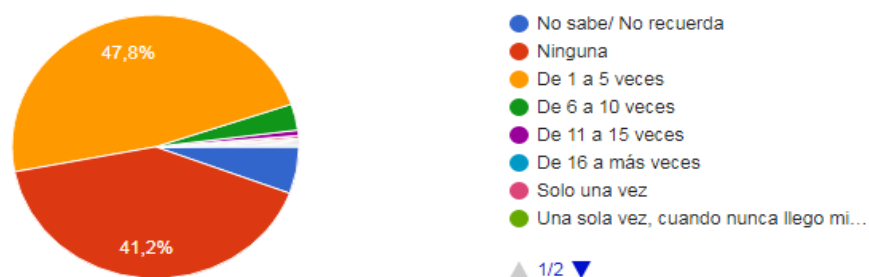 47,8%
41,2%
No sabe/ No recuerda
Ninguna
De 1 a 5 veces
De 6 a 10 veces
De 11 a 15 veces
De 16 a más veces
Solo una vez
Una sola vez, cuando nunca llego mi...
1/2